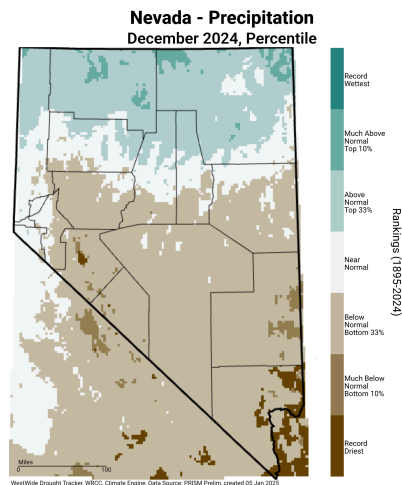 Nevada - Precipitation
December 2024, Percentile
Record
Wettest
Much Above
Normal
Top 10%
Above
Normal
Top 33%
Near
Normal
Below
Normal
Bottom 33%
Much Below
Normal
Bottom 10%
Record
Driest
Rankings (1895-2024)
Miles
0 100
WestWide Drought Tracker, WRCC, Climate Engine, Data Source: PRISM Prelim, created 05 Jan 2025